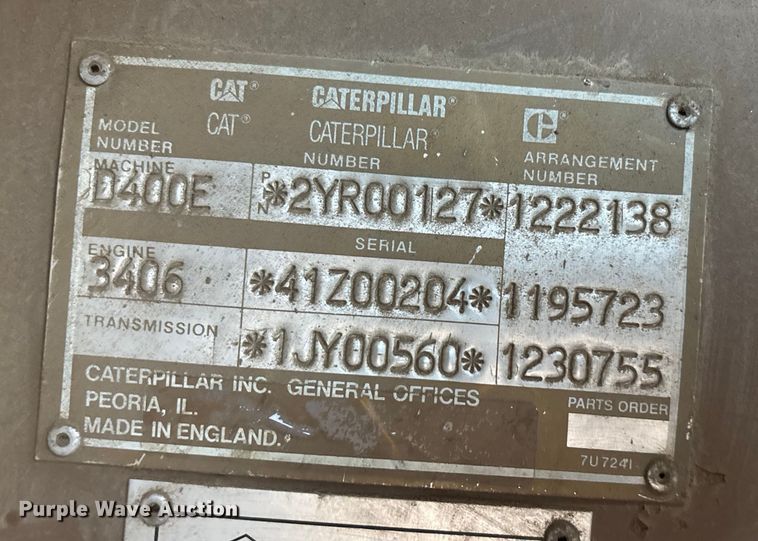 CAT® CATERPILLAR®
CAT® CATERPILLAR®
MODEL NUMBER NUMBER ARRANGEMENT NUMBER
MACHINE
D400E PN *2YR00127* 1222138
SERIAL
ENGINE
3406 *41Z00204* 1195723
TRANSMISSION *1JY00560* 1230755
CATERPILLAR INC. GENERAL OFFICES
PEORIA, IL.
MADE IN ENGLAND.
PARTS ORDER
7U7241
Purple Wave Auction